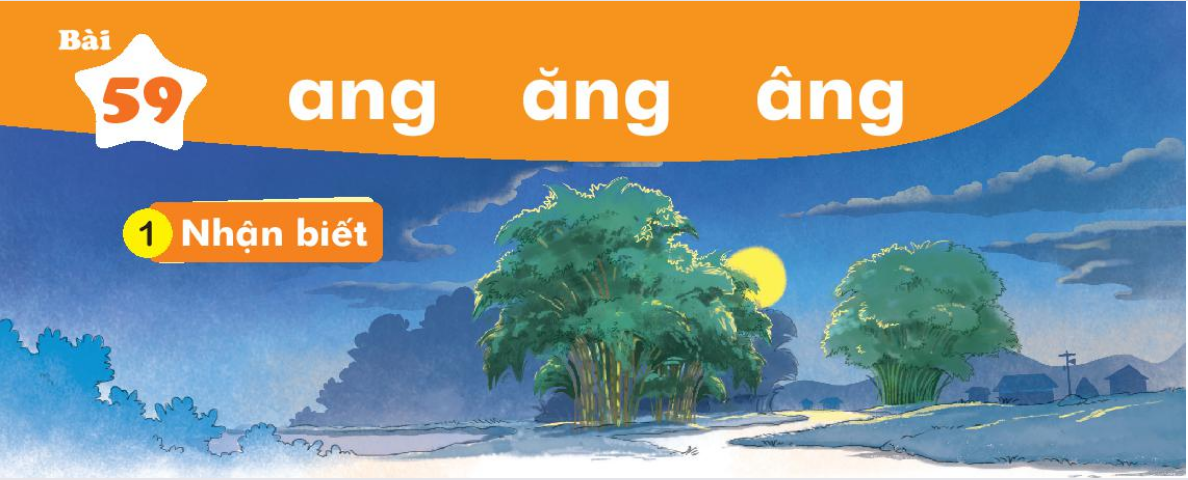 Bài
59 ang ăng âng
1 Nhận biết